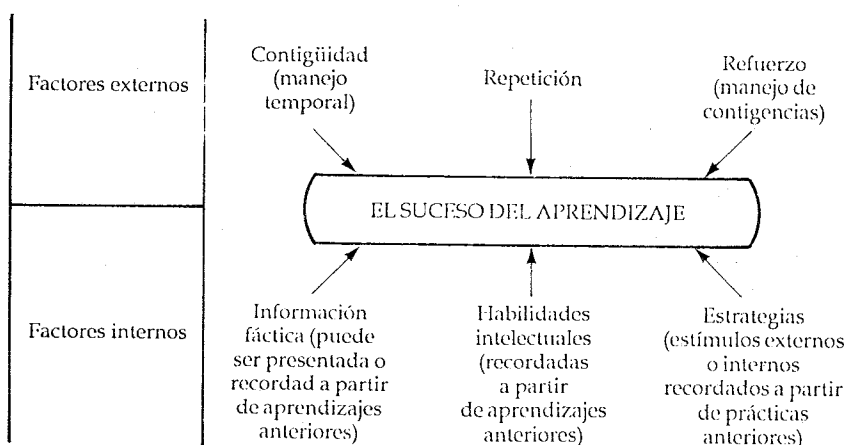 Factores externos
Contigüidad
(manejo
temporal)
Repetición
Refuerzo
(manejo de
contigencias)
EL SUCESO DEL APRENDIZAJE
Factores internos
Información
fáctica (puede
ser presentada o
recordad a partir
de aprendizajes
anteriores)
Habilidades
intelectuales
(recordadas
a partir
de aprendizajes
anteriores)
Estrategias
(estímulos externos
o internos
recordados a partir
de prácticas
anteriores)